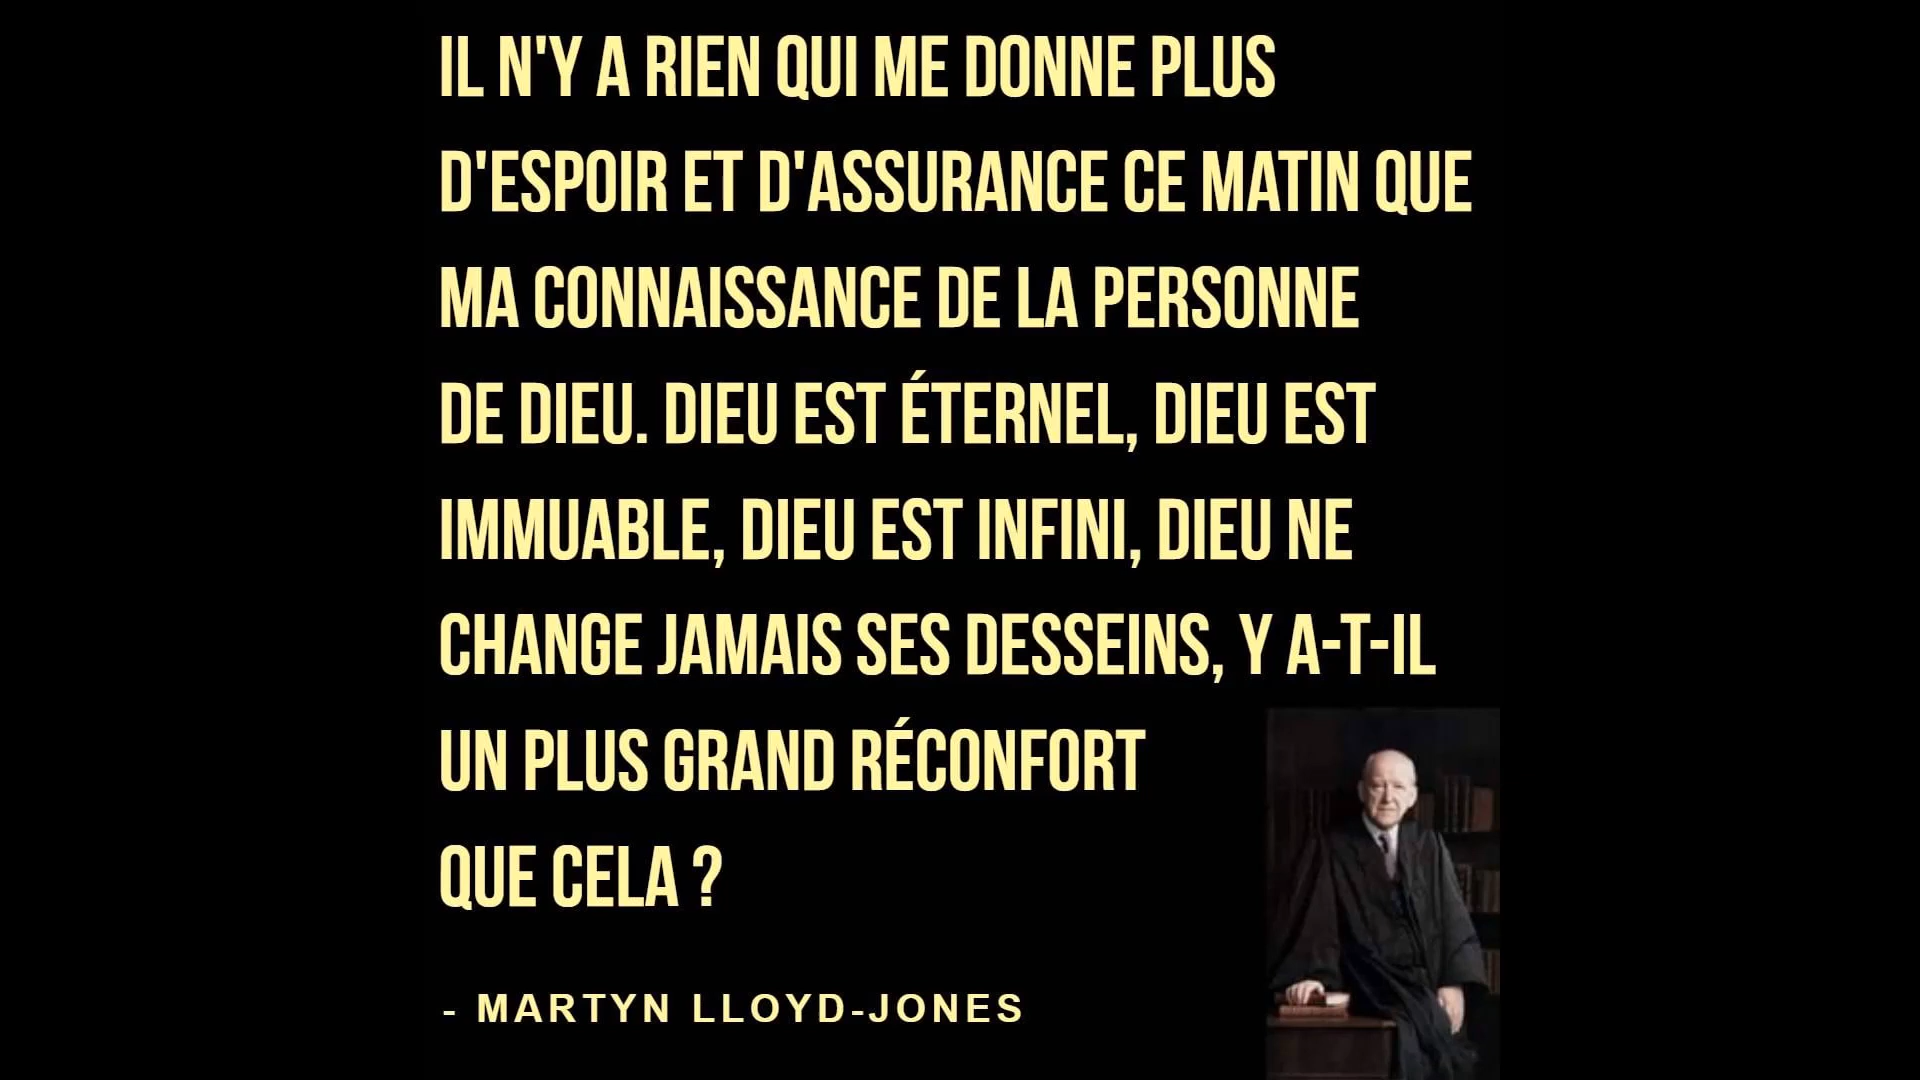 IL N'Y A RIEN QUI ME DONNE PLUS
D'ESPOIR ET D'ASSURANCE CE MATIN QUE
MA CONNAISSANCE DE LA PERSONNE
DE DIEU. DIEU EST ÉTERNEL, DIEU EST
IMMUABLE, DIEU EST INFINI, DIEU NE
CHANGE JAMAIS SES DESSEINS, Y A-T-IL
UN PLUS GRAND RÉCONFORT
QUE CELA ?
- MARTYN LLOYD-JONES